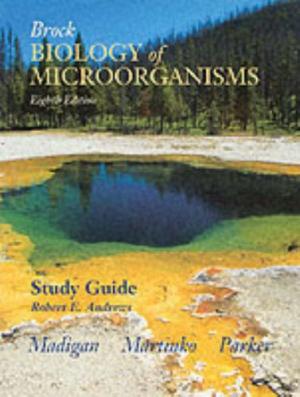 Brock
BIOLOGY of
MICROORGANISMS
Eighth Edition
Study Guide
Robert E. Andrews
Madigan Martinko Parker